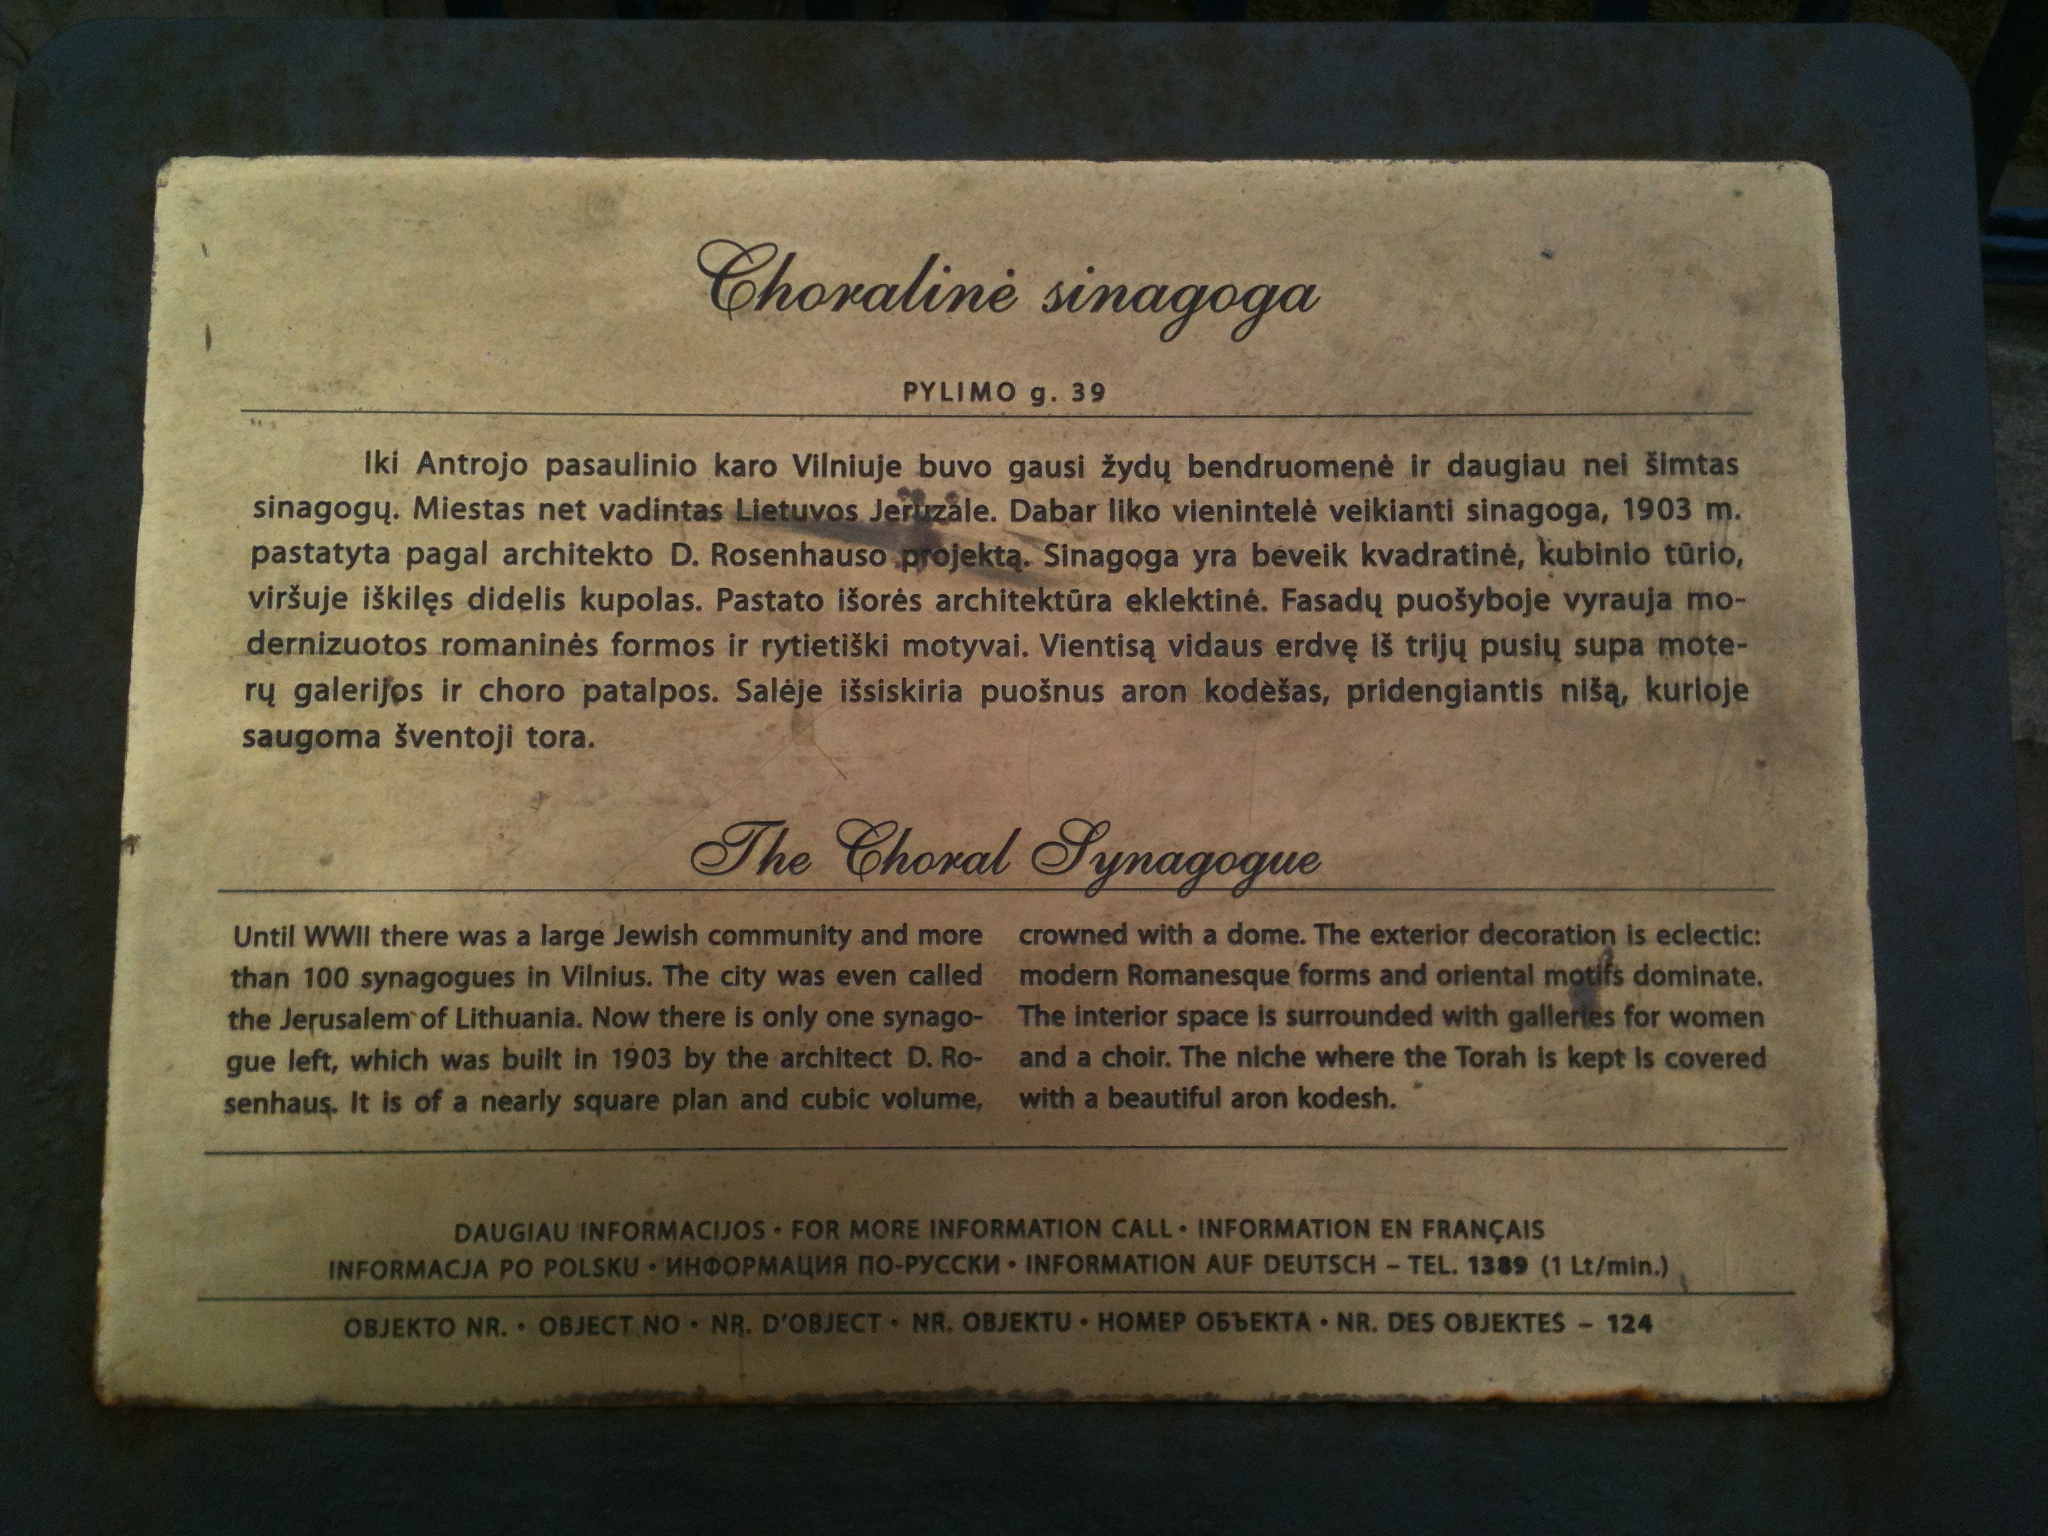 Choralinė sinagoga
PYLIMO g. 39
Iki Antrojo pasaulinio karo Vilniuje buvo gausi žydų bendruomenė ir daugiau nei šimtas
sinagogų. Miestas net vadintas Lietuvos Jeruzale. Dabar liko vienintelė veikianti sinagoga, 1903 m.
pastatyta pagal architekto D. Rosenhauso projektą. Sinagoga yra beveik kvadratinė, kubinio tūrio,
viršuje iškilęs didelis kupolas. Pastato išorės architektūra eklektinė. Fasadų puošyboje vyrauja mo-
dernizuotos romaninės formos ir rytietiški motyvai. Vientisą vidaus erdvę iš trijų pusių supa mote-
rų galerijos ir choro patalpos. Salėje išsiskiria puošnus aron kodėšas, pridengiantis nišą, kurioje
saugoma šventoji tora.
The Choral Synagogue
Until WWII there was a large Jewish community and more
than 100 synagogues in Vilnius. The city was even called
the Jerusalem of Lithuania. Now there is only one synago-
gue left, which was built in 1903 by the architect D. Ro-
senhaus. It is of a nearly square plan and cubic volume,
crowned with a dome. The exterior decoration is eclectic:
modern Romanesque forms and oriental motifs dominate.
The interior space is surrounded with galleries for women
and a choir. The niche where the Torah is kept is covered
with a beautiful aron kodesh.
DAUGIAU INFORMACIJOS • FOR MORE INFORMATION CALL • INFORMATION EN FRANÇAIS
INFORMACJA PO POLSKU • ИНФОРМАЦИЯ ПО-РУССКИ • INFORMATION AUF DEUTSCH – TEL. 1389 (1 Lt/min.)
OBJEKTO NR. • OBJECT NO • NR. D'OBJECT • NR. OBJEKTU • НОМЕР ОБЪЕКТА • NR. DES OBJEKTES – 124